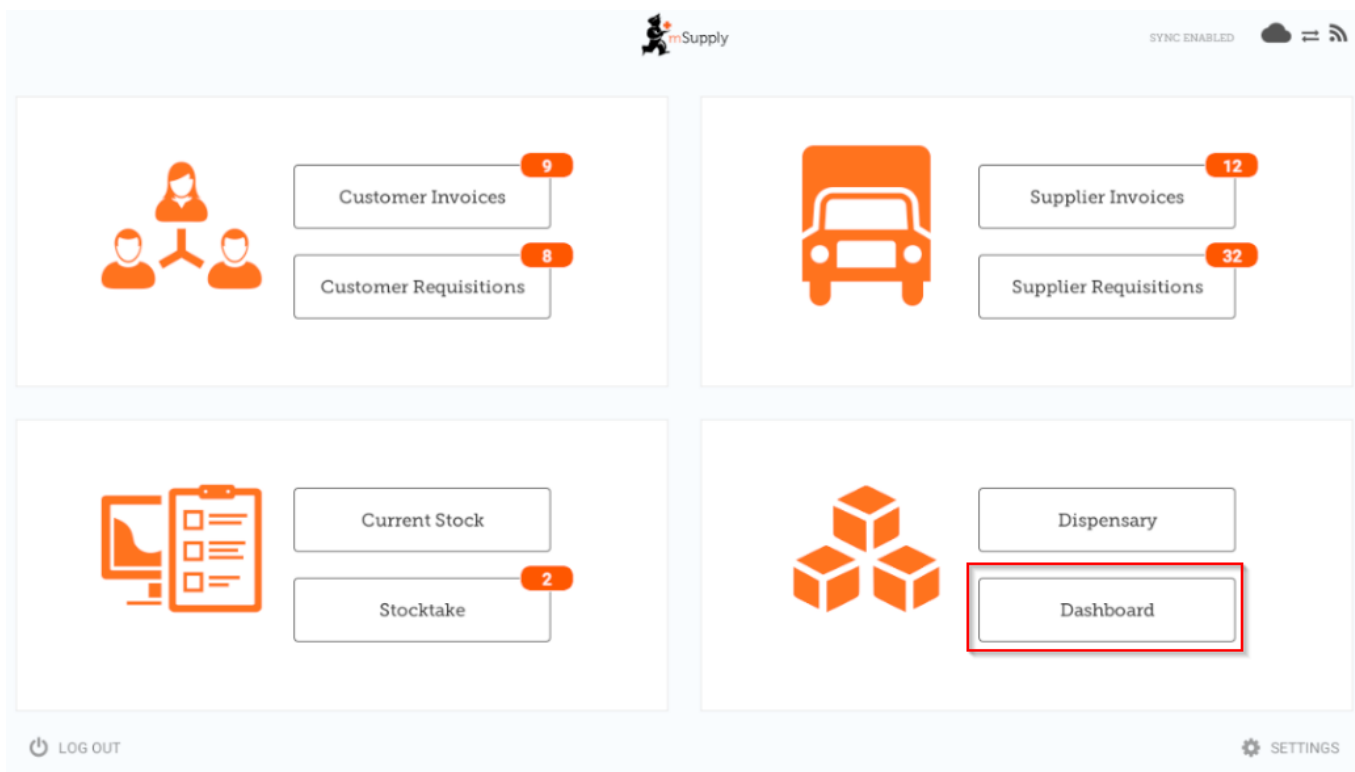 mSupply
SYNC ENABLED
9
Customer Invoices
8
Customer Requisitions
12
Supplier Invoices
32
Supplier Requisitions
Current Stock
2
Stocktake
Dispensary
Dashboard
LOG OUT
SETTINGS